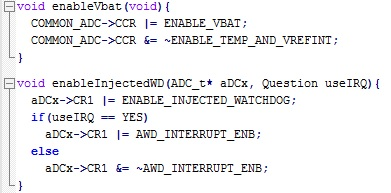 void enableVbat(void){
COMMON_ADC->CCR |= ENABLE_VBAT;
COMMON_ADC->CCR &= ~ENABLE_TEMP_AND_VREFINT;
}
void enableInjectedWD(ADC_t* aDCx, Question useIRQ){
aDCx->CR1 |= ENABLE_INJECTED_WATCHDOG;
if(useIRQ == YES)
aDCx->CR1 |= AWD_INTERRUPT_ENB;
else
aDCx->CR1 &= ~AWD_INTERRUPT_ENB;
}